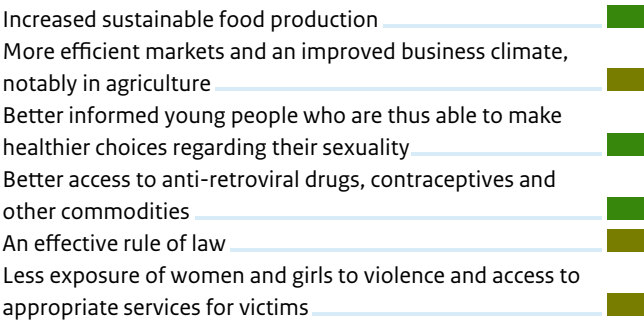 Increased sustainable food production
More efficient markets and an improved business climate,
notably in agriculture
Better informed young people who are thus able to make
healthier choices regarding their sexuality
Better access to anti-retroviral drugs, contraceptives and
other commodities
An effective rule of law
Less exposure of women and girls to violence and access to
appropriate services for victims